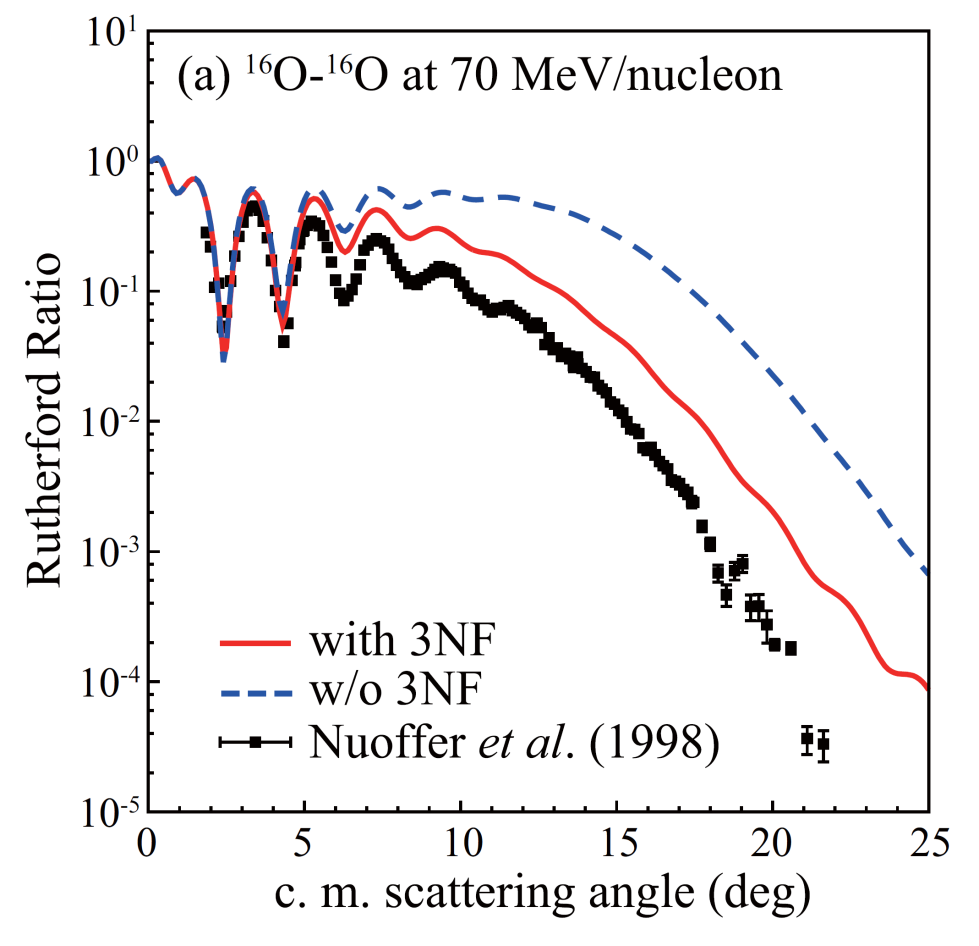 (a) ¹⁶O-¹⁶O at 70 MeV/nucleon
Rutherford Ratio
10¹
10⁰
10⁻¹
10⁻²
10⁻³
10⁻⁴
10⁻⁵
with 3NF
w/o 3NF
Nuoffer et al. (1998)
0 5 10 15 20 25
c. m. scattering angle (deg)